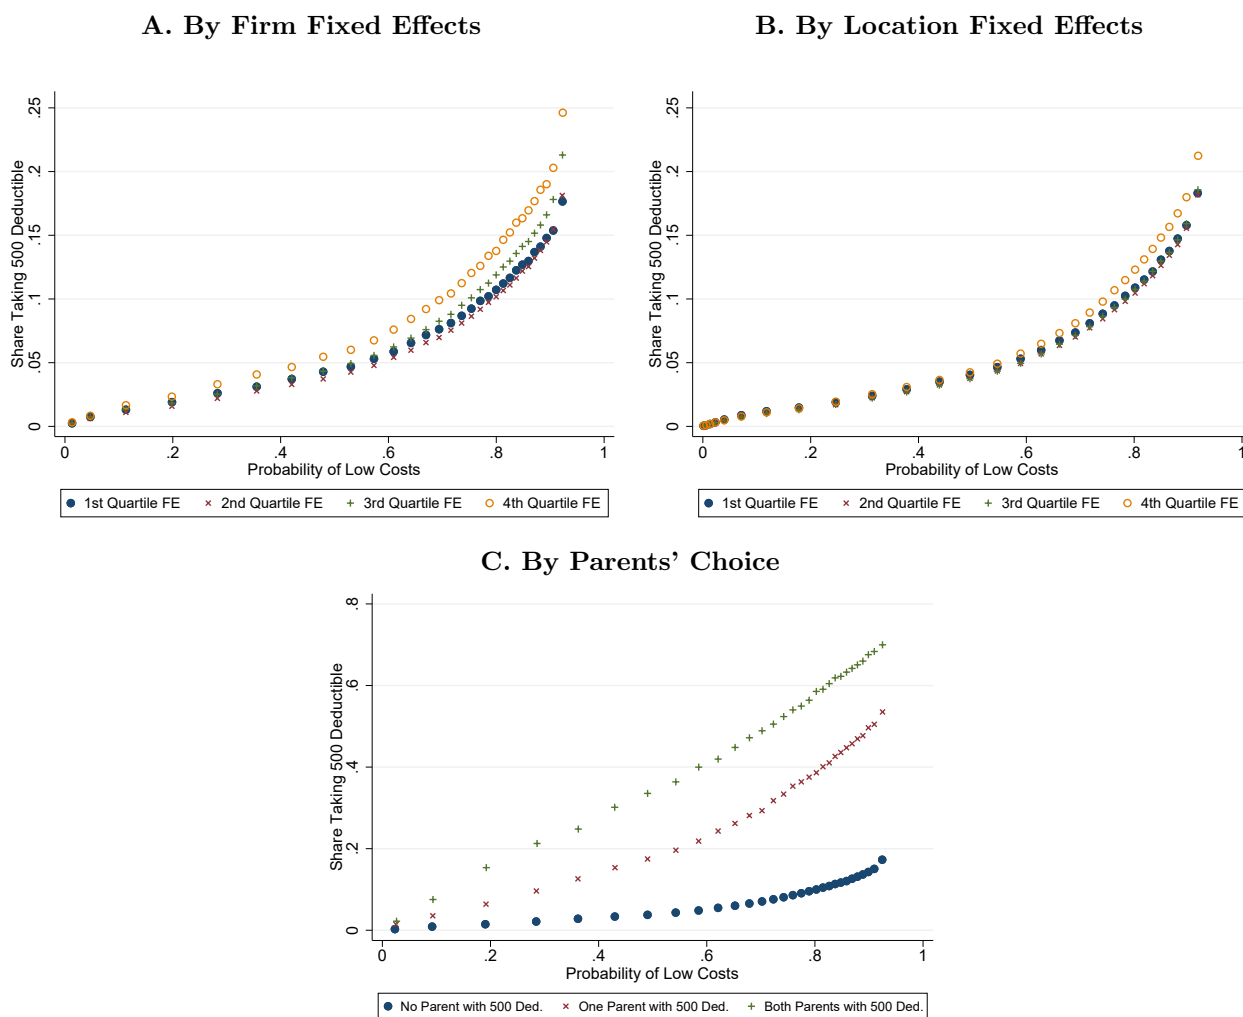 A. By Firm Fixed Effects
Share Taking 500 Deductible
0
.05
.1
.15
.2
.25
0
.2
.4
.6
.8
1
Probability of Low Costs
1st Quartile FE
2nd Quartile FE
3rd Quartile FE
4th Quartile FE
B. By Location Fixed Effects
Share Taking 500 Deductible
0
.05
.1
.15
.2
.25
0
.2
.4
.6
.8
1
Probability of Low Costs
1st Quartile FE
2nd Quartile FE
3rd Quartile FE
4th Quartile FE
C. By Parents' Choice
Share Taking 500 Deductible
0
.2
.4
.6
.8
0
.2
.4
.6
.8
1
Probability of Low Costs
No Parent with 500 Ded.
One Parent with 500 Ded.
Both Parents with 500 Ded.